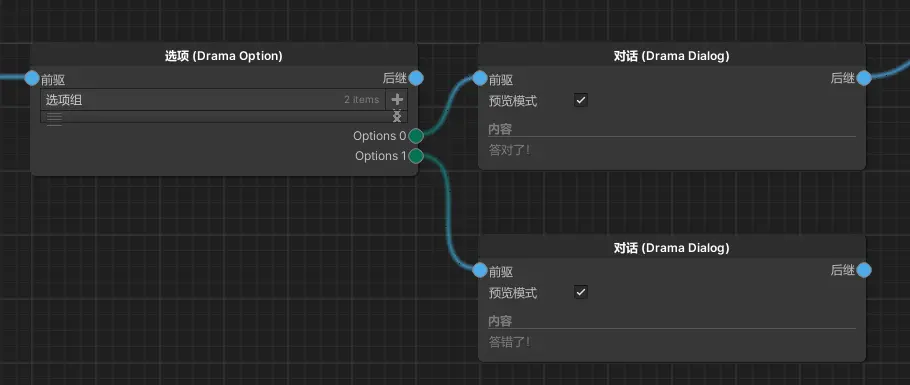 选项 (Drama Option)
前驱 后继
选项组 2 items
Options 0
Options 1
对话 (Drama Dialog)
前驱 后继
预览模式
内容
答对了!
对话 (Drama Dialog)
前驱 后继
预览模式
内容
答错了!